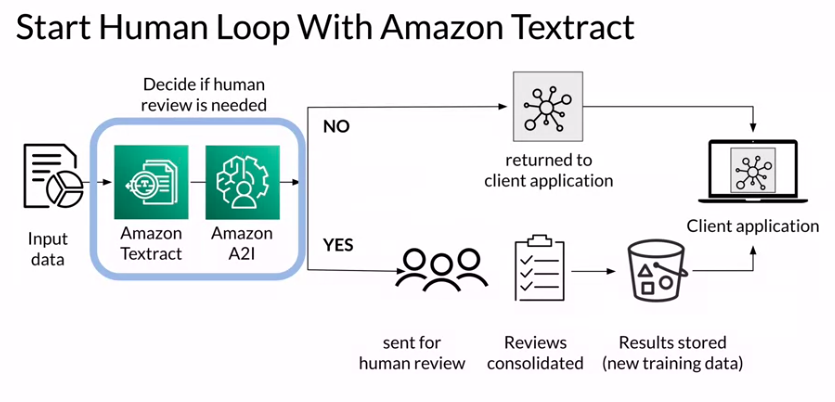 Start Human Loop With Amazon Textract
Decide if human
review is needed
NO
returned to
client application
Input
data
Amazon
Textract
Amazon
A2I
Client application
YES
sent for
human review
Reviews
consolidated
Results stored
(new training data)